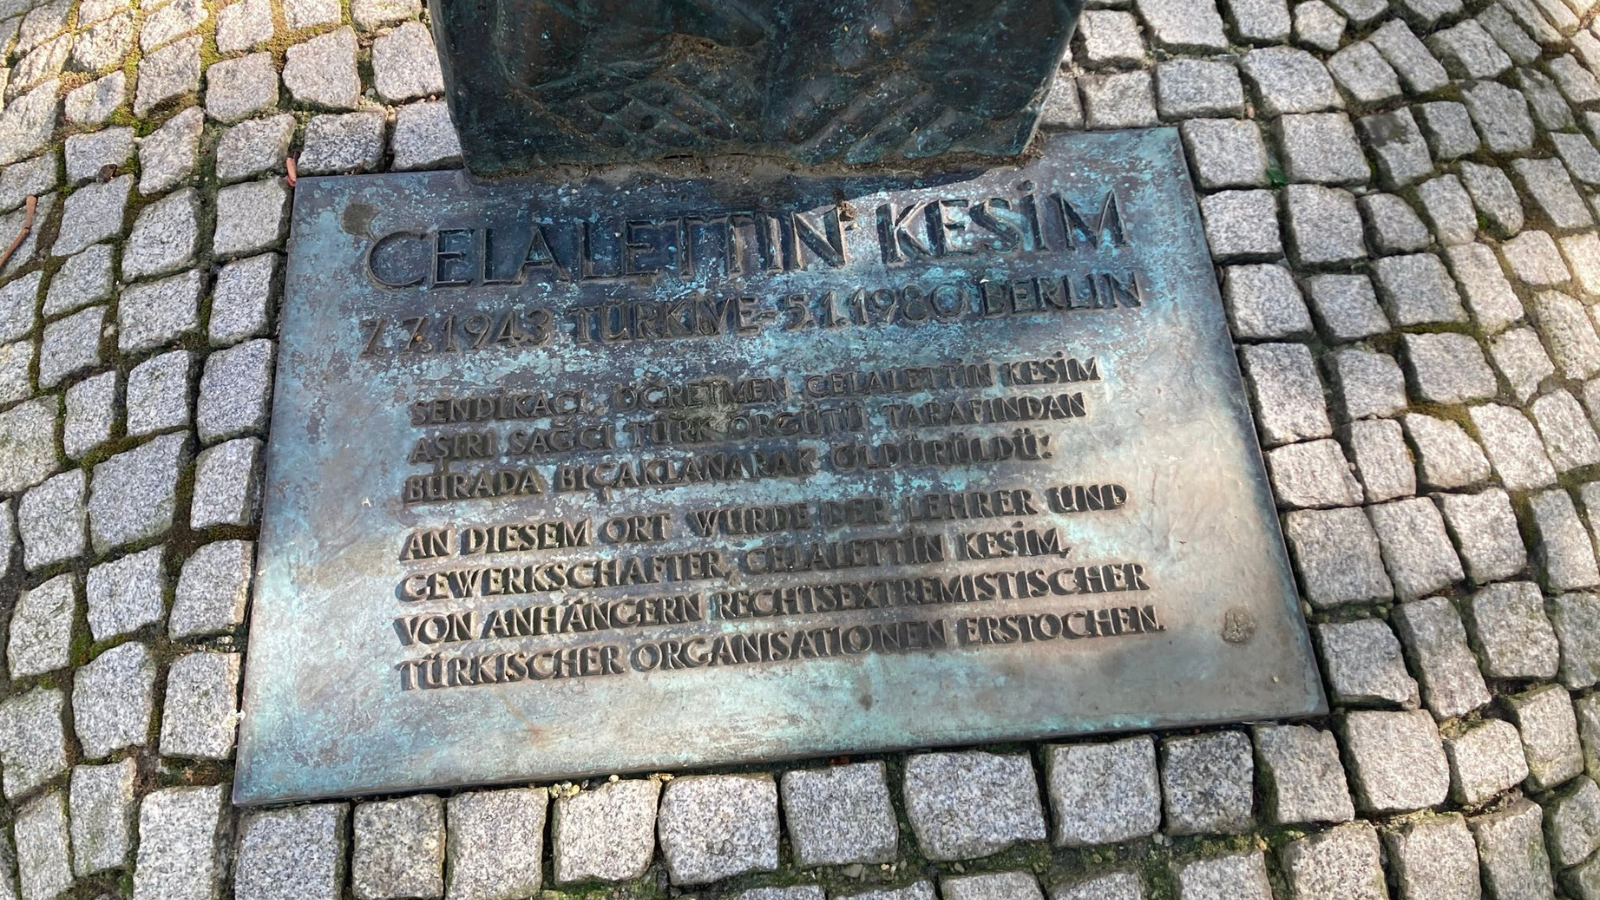 CELALETTİN KESİM
7.7.1943 TÜRKIYE - 5.1.1980 BERLIN
SENDİKACI, ÖĞRETMEN CELALETTİN KESİM
AŞIRI SAĞCI TÜRK ÖRGÜTÜ TARAFINDAN
BURADA BIÇAKLANARAK ÖLDÜRÜLDÜ!
AN DIESEM ORT WURDE DER LEHRER UND
GEWERKSCHAFTER, CELALETTİN KESİM,
VON ANHÄNGERN RECHTSEXTREMISTISCHER
TÜRKISCHER ORGANISATIONEN ERSTOCHEN.